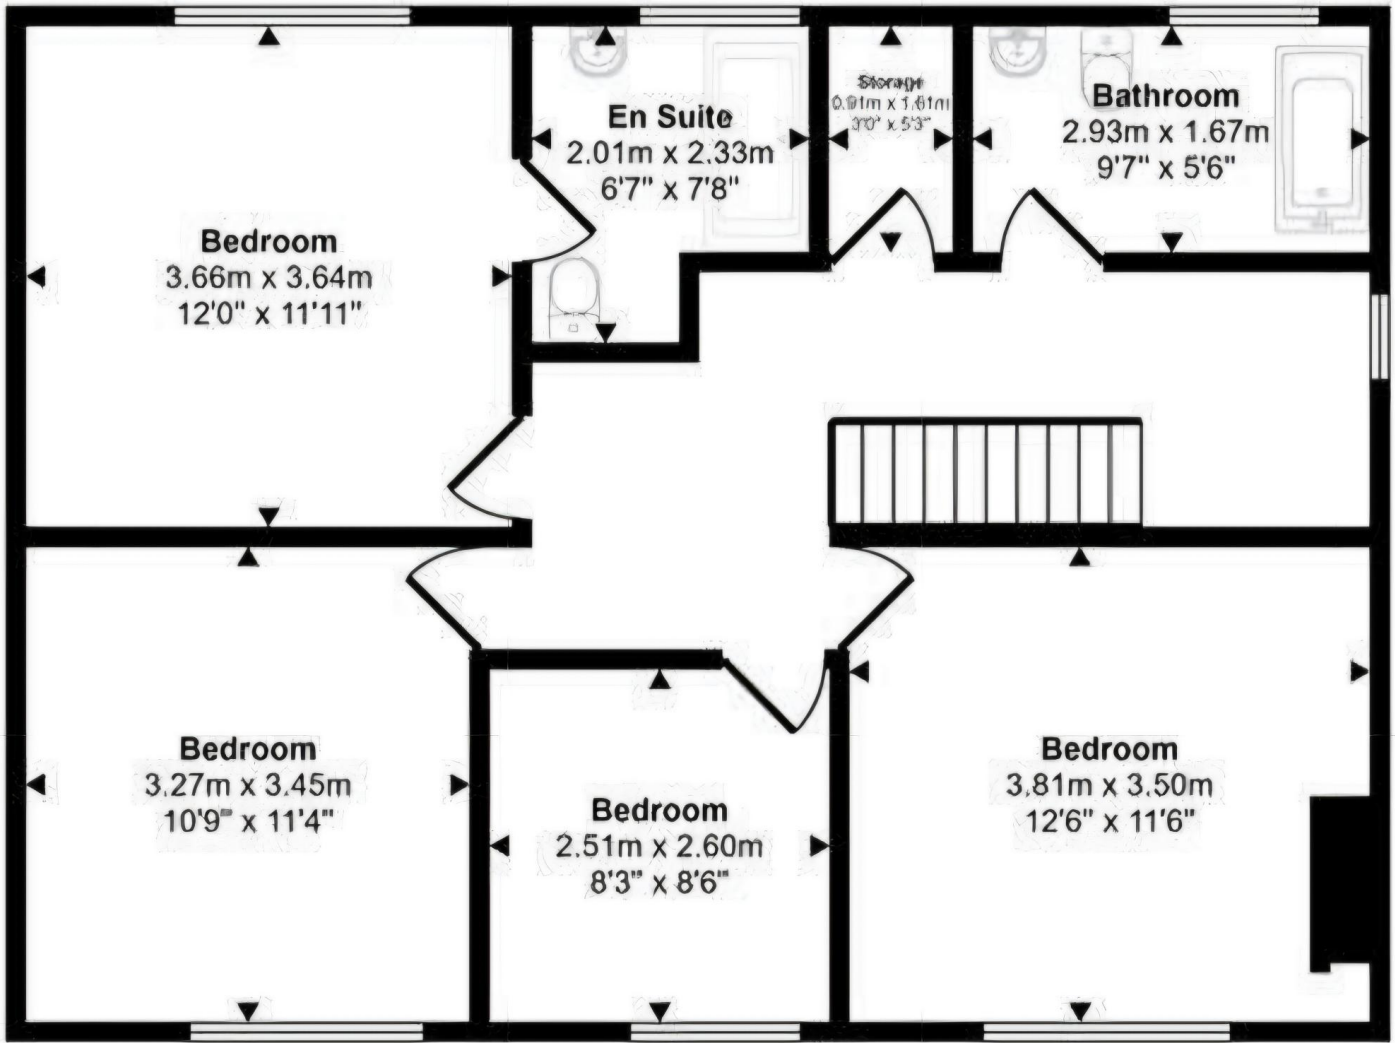 En Suite
2.01m x 2.33m
6'7" x 7'8"
Storage
Bathroom
2.93m x 1.67m
9'7" x 5'6"
Bedroom
3.66m x 3.64m
12'0" x 11'11"
Bedroom
3.27m x 3.45m
10'9" x 11'4"
Bedroom
2.51m x 2.60m
8'3" x 8'6"
Bedroom
3.81m x 3.50m
12'6" x 11'6"